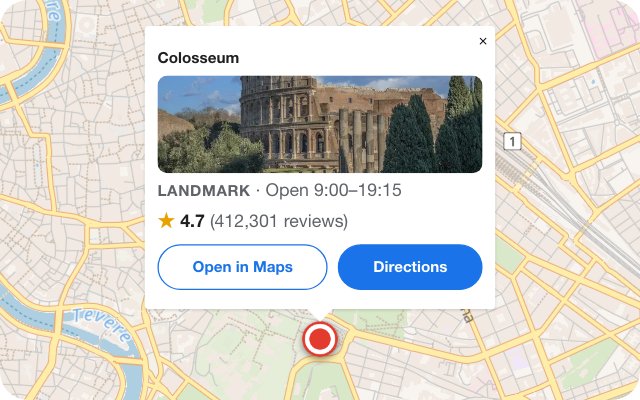 ×
Colosseum
LANDMARK · Open 9:00–19:15
★ 4.7 (412,301 reviews)
Open in Maps
Directions
1
Tevere